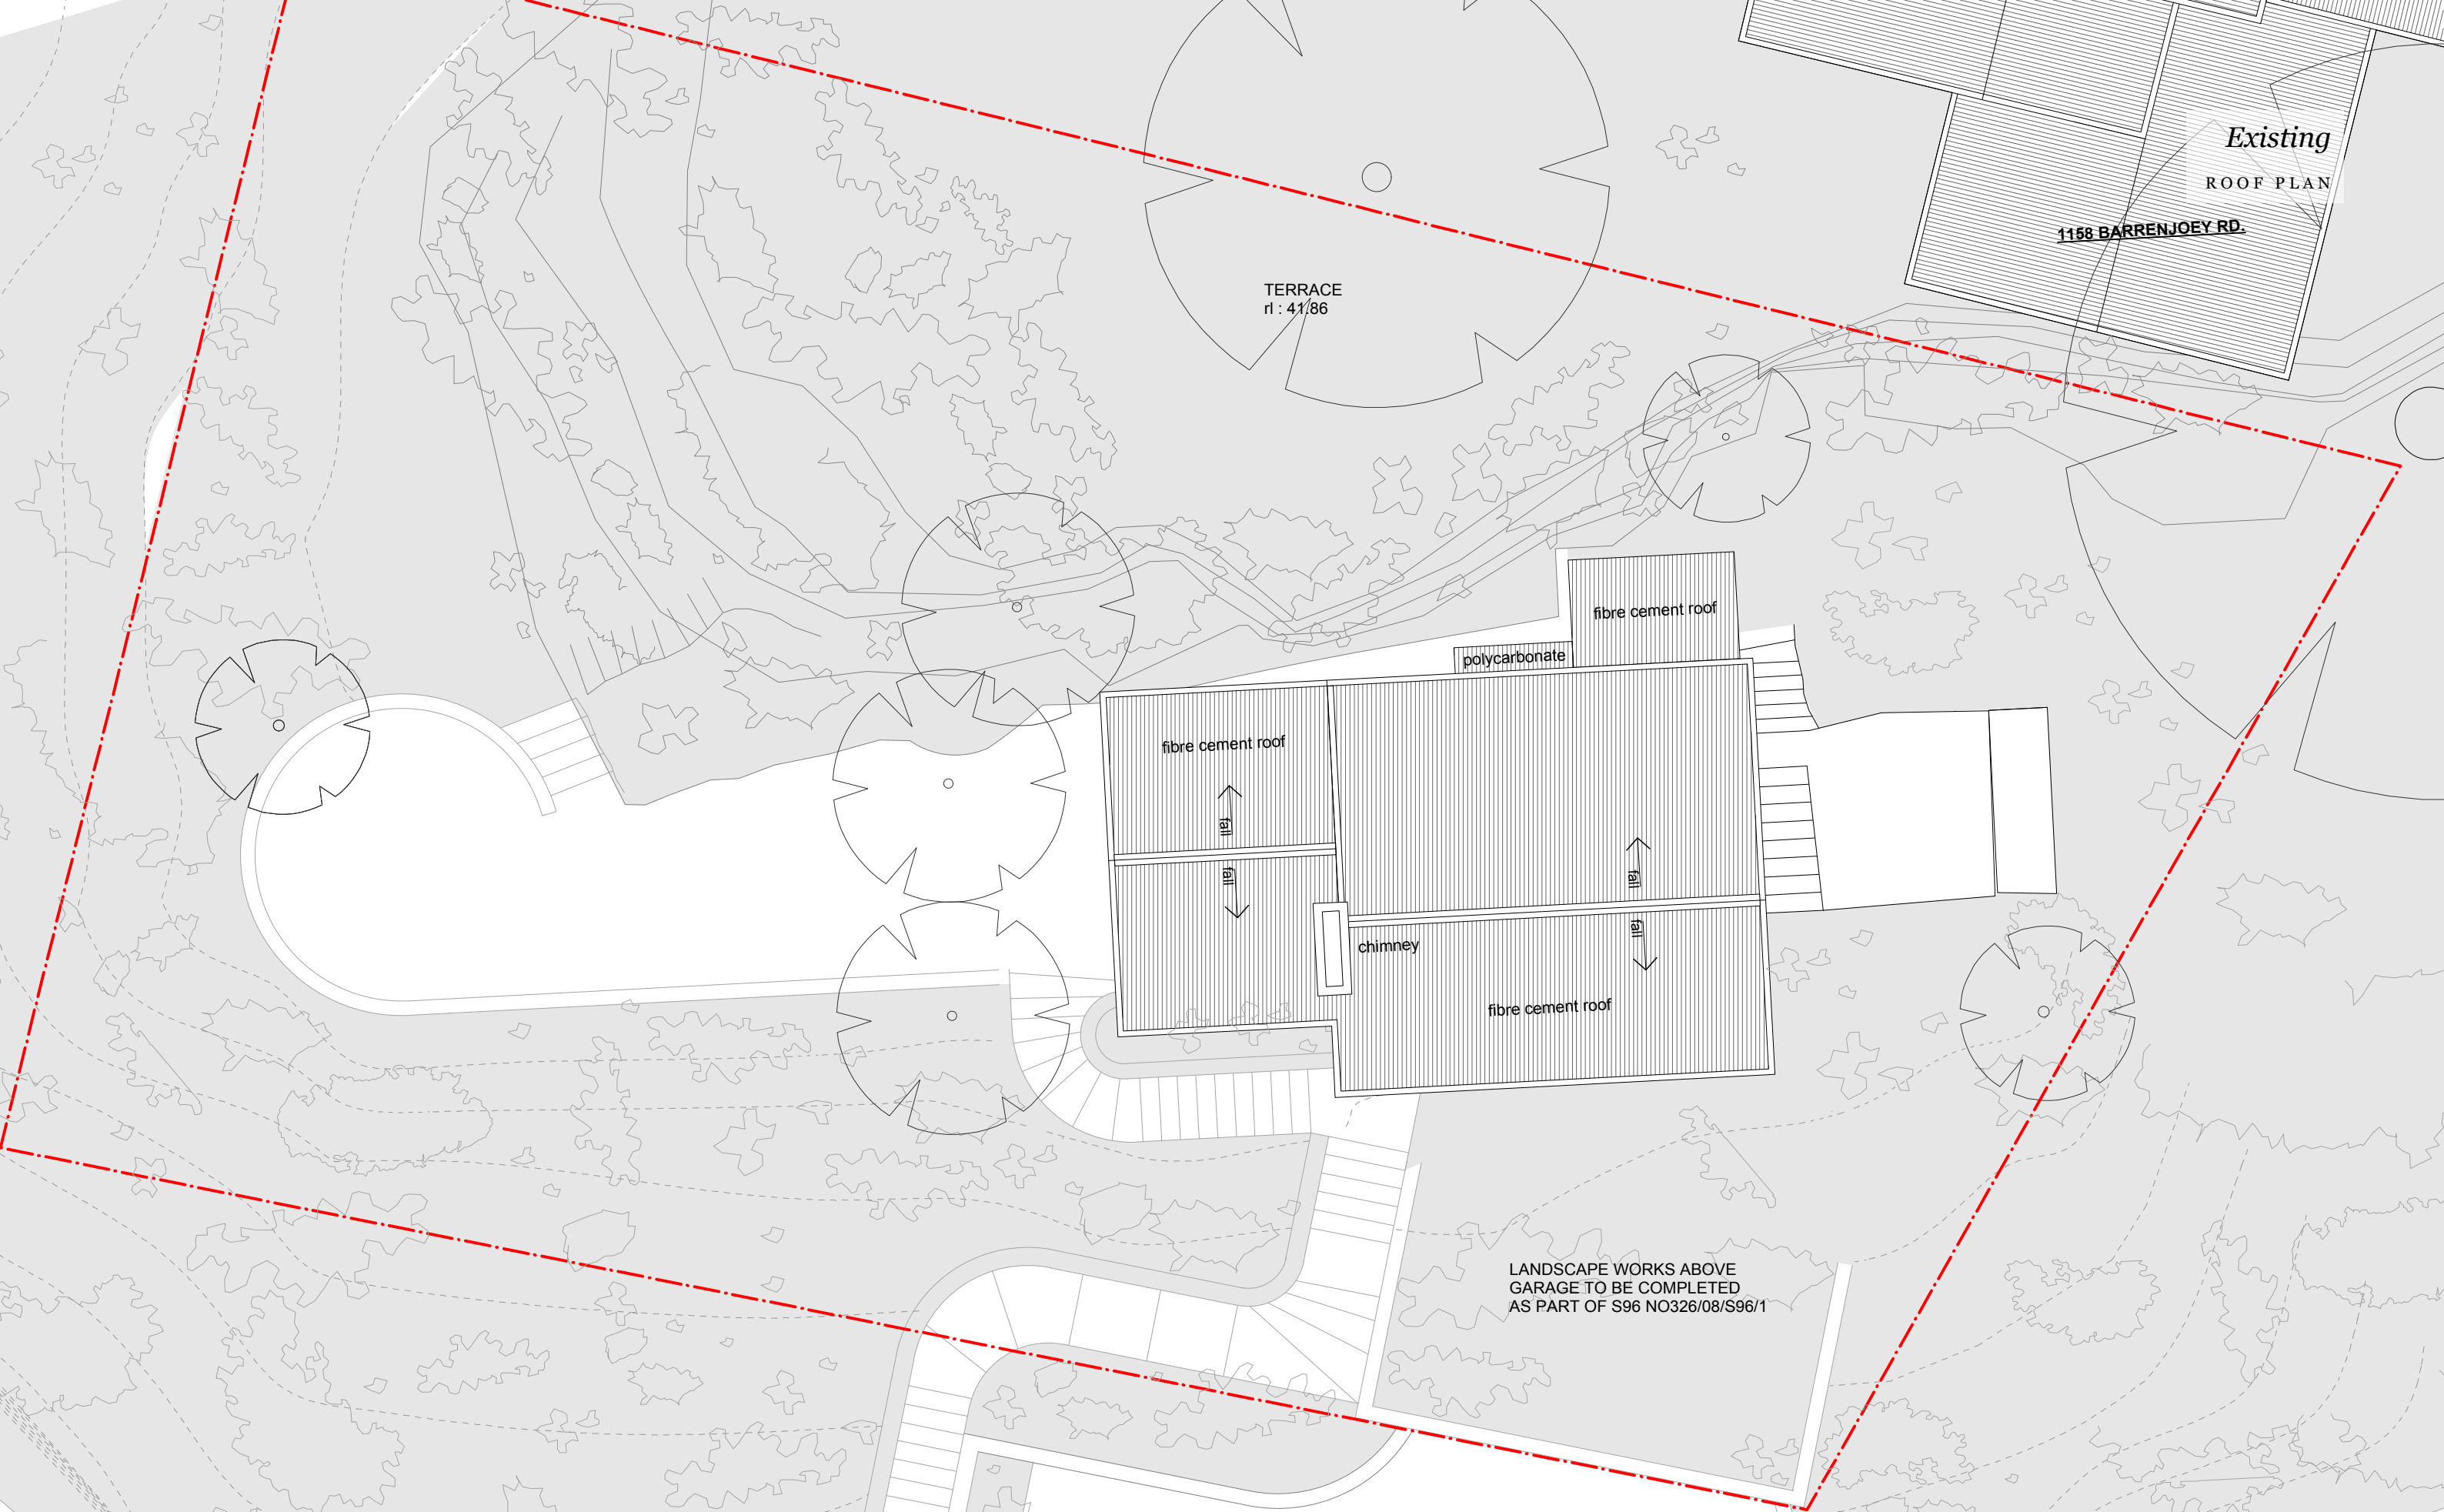 Existing
ROOF PLAN
1158 BARRENJOEY RD.
TERRACE
rl : 41.86
fibre cement roof
polycarbonate
fibre cement roof
fall
fall
fall
fall
chimney
fibre cement roof
LANDSCAPE WORKS ABOVE
GARAGE TO BE COMPLETED
AS PART OF S96 NO326/08/S96/1